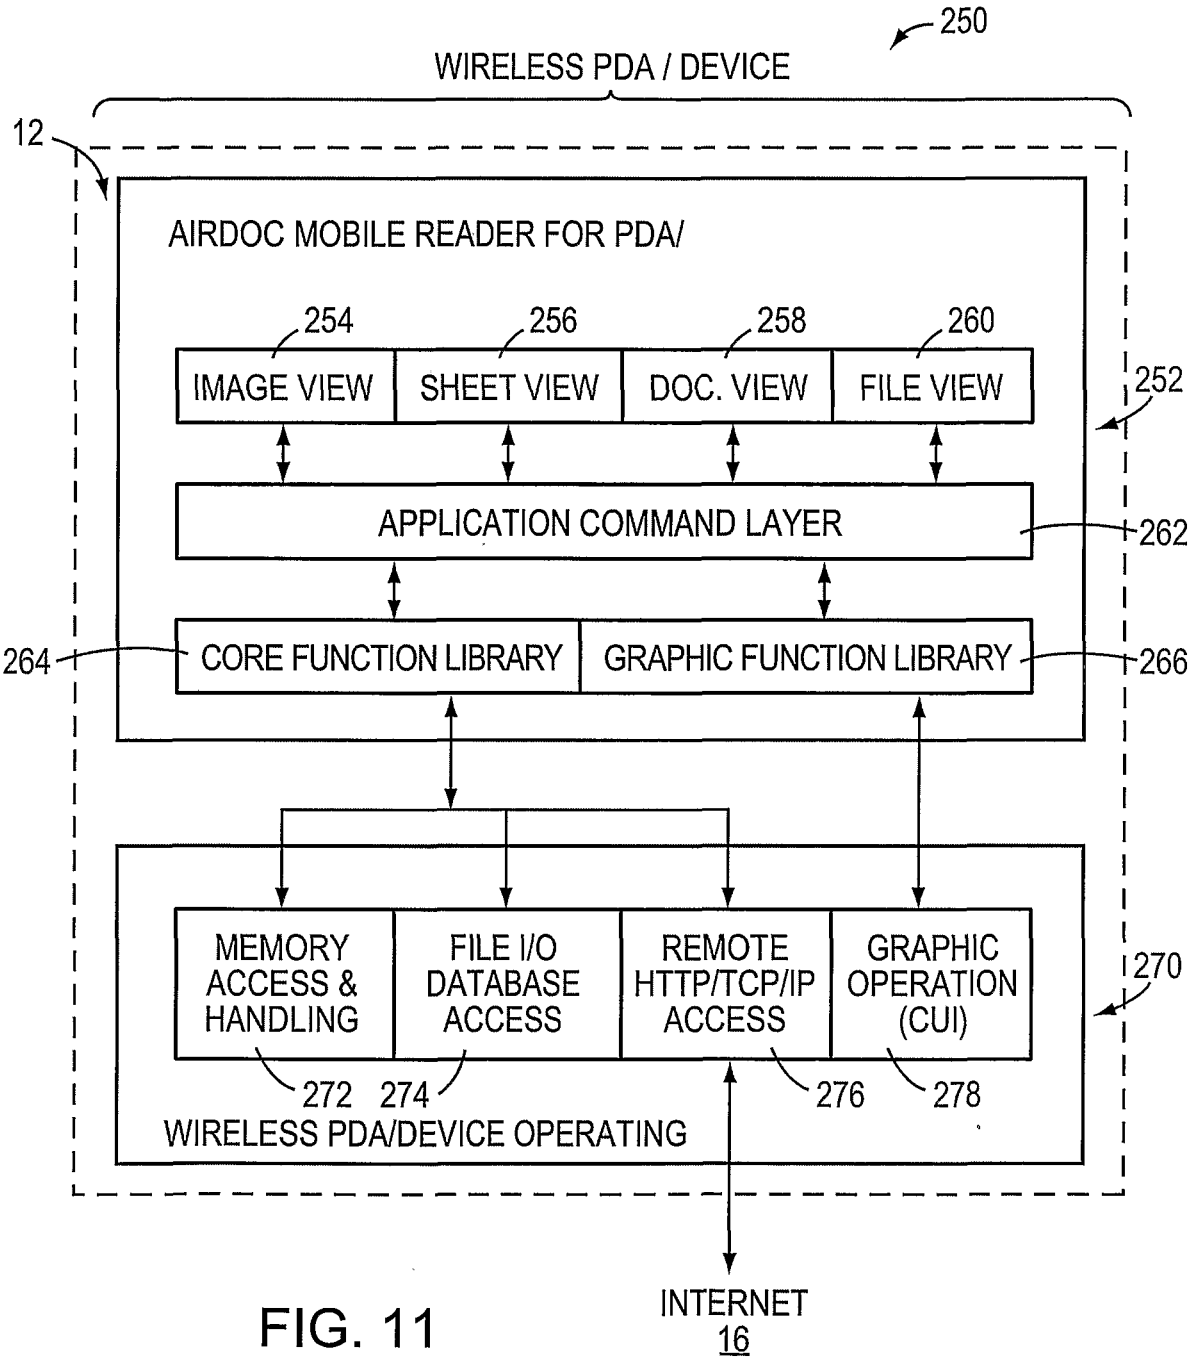 250
WIRELESS PDA / DEVICE
12
AIRDOC MOBILE READER FOR PDA/
254
256
258
260
IMAGE VIEW
SHEET VIEW
DOC. VIEW
FILE VIEW
252
APPLICATION COMMAND LAYER
262
264
CORE FUNCTION LIBRARY
GRAPHIC FUNCTION LIBRARY
266
MEMORY
ACCESS &
HANDLING
FILE I/O
DATABASE
ACCESS
REMOTE
HTTP/TCP/IP
ACCESS
GRAPHIC
OPERATION
(CUI)
270
272
274
276
278
WIRELESS PDA/DEVICE OPERATING
INTERNET
16
FIG. 11